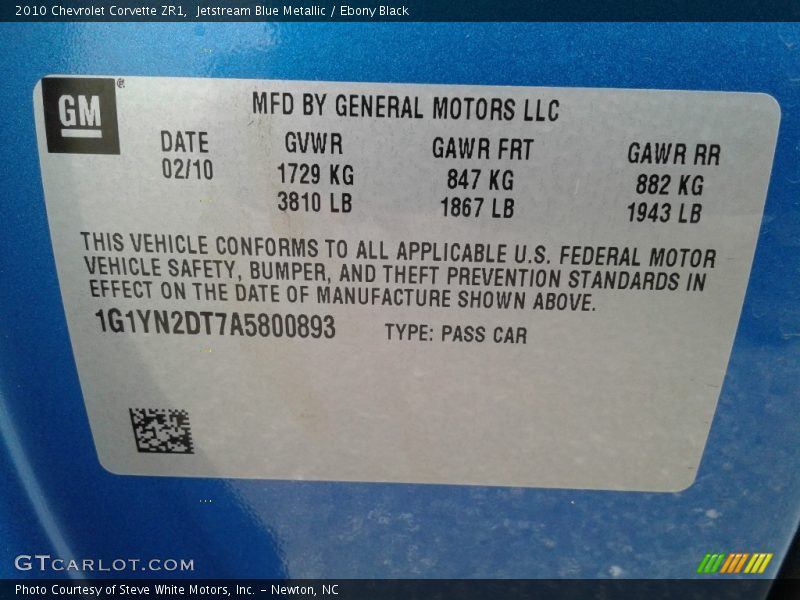 2010 Chevrolet Corvette ZR1,  Jetstream Blue Metallic / Ebony Black
GM®
MFD BY GENERAL MOTORS LLC
DATE GVWR GAWR FRT GAWR RR
02/10 1729 KG 847 KG 882 KG
3810 LB 1867 LB 1943 LB
THIS VEHICLE CONFORMS TO ALL APPLICABLE U.S. FEDERAL MOTOR
VEHICLE SAFETY, BUMPER, AND THEFT PREVENTION STANDARDS IN
EFFECT ON THE DATE OF MANUFACTURE SHOWN ABOVE.
1G1YN2DT7A5800893 TYPE: PASS CAR
GTCARLOT.COM
Photo Courtesy of Steve White Motors, Inc. – Newton, NC